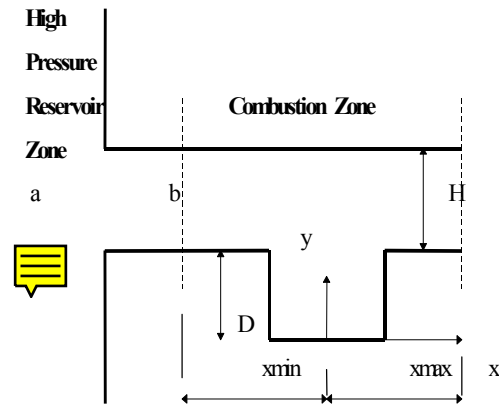 High
Pressure
Reservoir
Zone
Combustion Zone
a
b
H
y
D
xmin
xmax
x